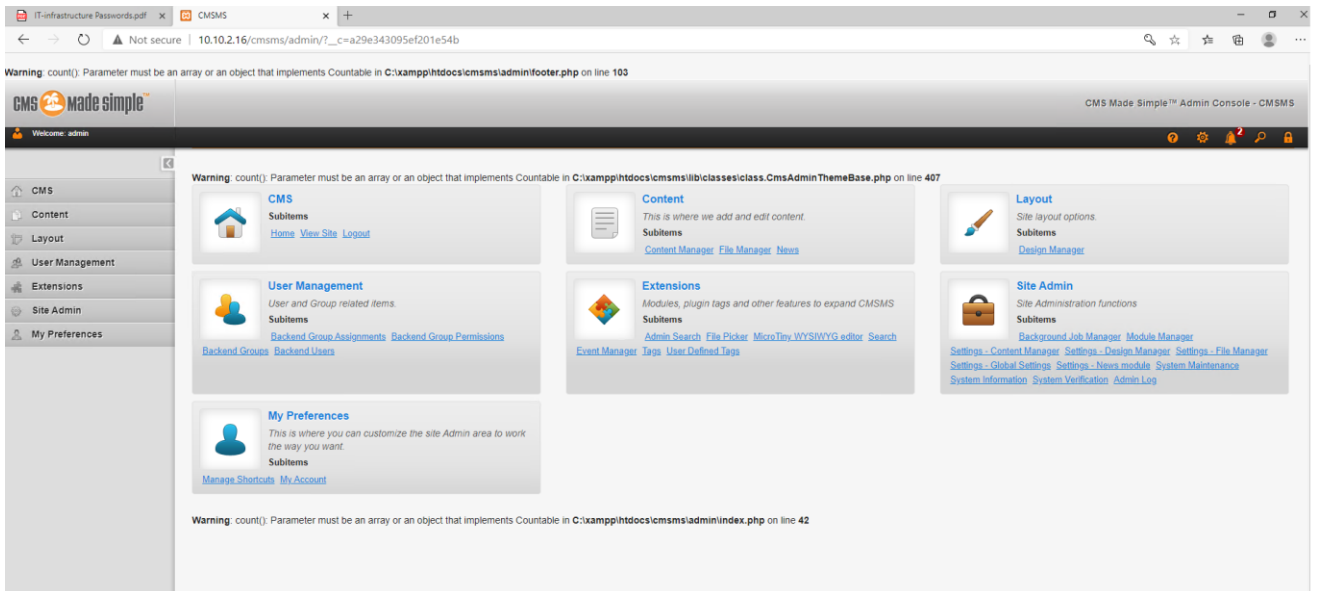 IT-infrastructure Passwords.pdf
CMSMS
Not secure | 10.10.2.16/cmsms/admin/?__c=a29e343095ef201e54b
Warning: count(): Parameter must be an array or an object that implements Countable in C:\xampp\htdocs\cmsms\admin\footer.php on line 103
CMS Made Simple™
CMS Made Simple™ Admin Console - CMSMS
Welcome: admin
2
CMS
Content
Layout
User Management
Extensions
Site Admin
My Preferences
Warning: count(): Parameter must be an array or an object that implements Countable in C:\xampp\htdocs\cmsms\lib\classes\class.CmsAdminThemeBase.php on line 407
CMS
Subitems
Home View Site Logout
Content
This is where we add and edit content.
Subitems
Content Manager File Manager News
Layout
Site layout options.
Subitems
Design Manager
User Management
User and Group related items.
Subitems
Backend Group Assignments Backend Group Permissions
Backend Groups Backend Users
Extensions
Modules, plugin tags and other features to expand CMSMS
Subitems
Admin Search File Picker MicroTiny WYSIWYG editor Search
Event Manager Tags User Defined Tags
Site Admin
Site Administration functions
Subitems
Background Job Manager Module Manager
Settings - Content Manager Settings - Design Manager Settings - File Manager
Settings - Global Settings Settings - News module System Maintenance
System Information System Verification Admin Log
My Preferences
This is where you can customize the site Admin area to work
the way you want.
Subitems
Manage Shortcuts My Account
Warning: count(): Parameter must be an array or an object that implements Countable in C:\xampp\htdocs\cmsms\admin\index.php on line 42